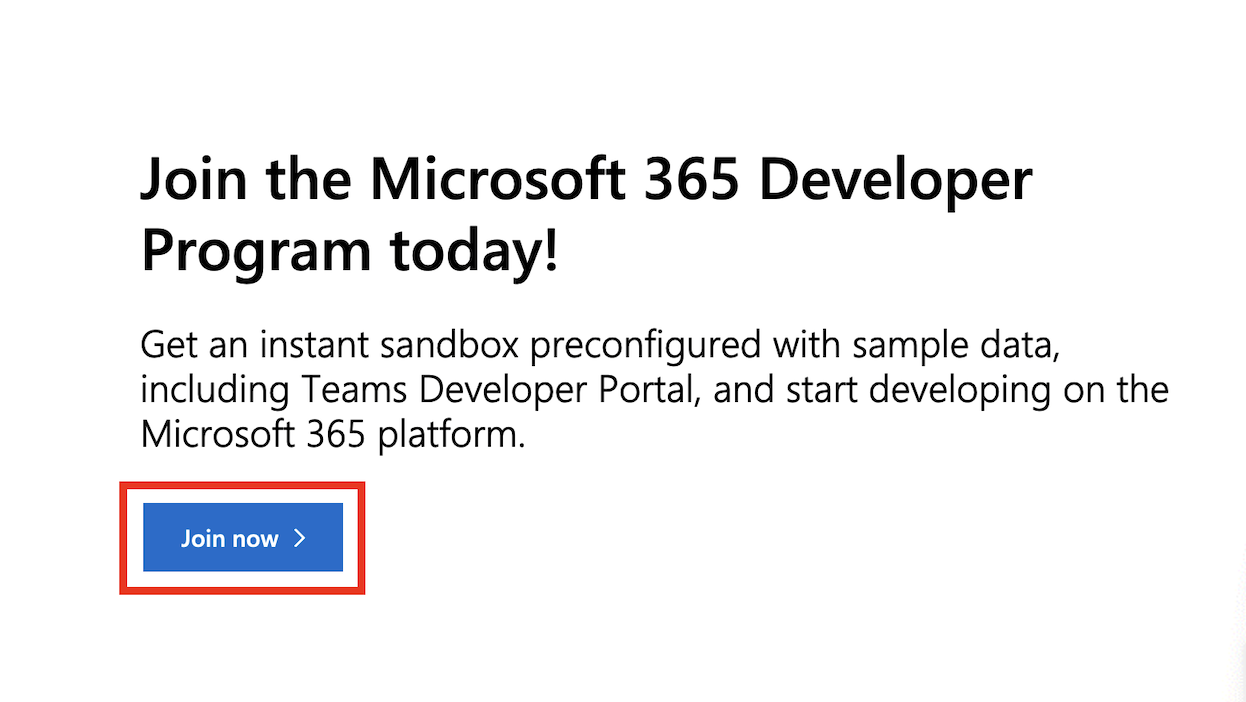 Join the Microsoft 365 Developer
Program today!
Get an instant sandbox preconfigured with sample data,
including Teams Developer Portal, and start developing on the
Microsoft 365 platform.
Join now